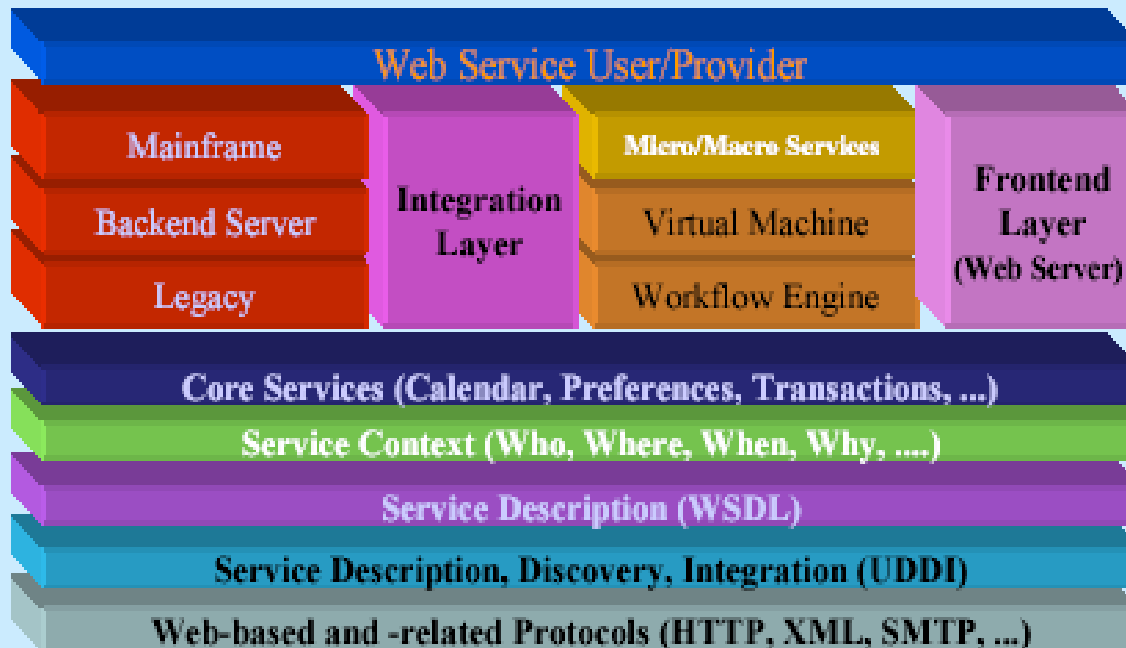 Web Service User/Provider
Mainframe
Backend Server
Legacy
Integration
Layer
Micro/Macro Services
Virtual Machine
Workflow Engine
Frontend
Layer
(Web Server)
Core Services (Calendar, Preferences, Transactions, ...)
Service Context (Who, Where, When, Why, ....)
Service Description (WSDL)
Service Description, Discovery, Integration (UDDI)
Web-based and -related Protocols (HTTP, XML, SMTP, ...)